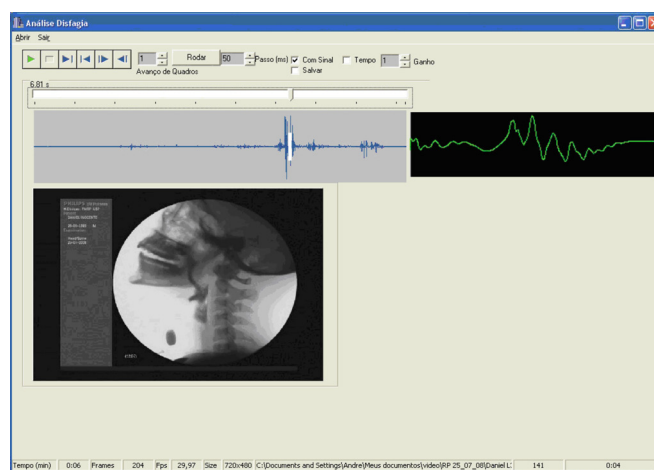 Análise Disfagia
Abrir Sair
1 Rodar 50 Passo (ms) Com Sinal Tempo 1 Ganho
Avanço de Quadros Salvar
6.81 s
PHILIPS
Tempo (min) 0:06 Frames 204 Fps 29,97 Size 720x480 C:\Documents and Settings\Andre\Meus documentos\video\RP 25_07_08\Daniel L: 141 0:04